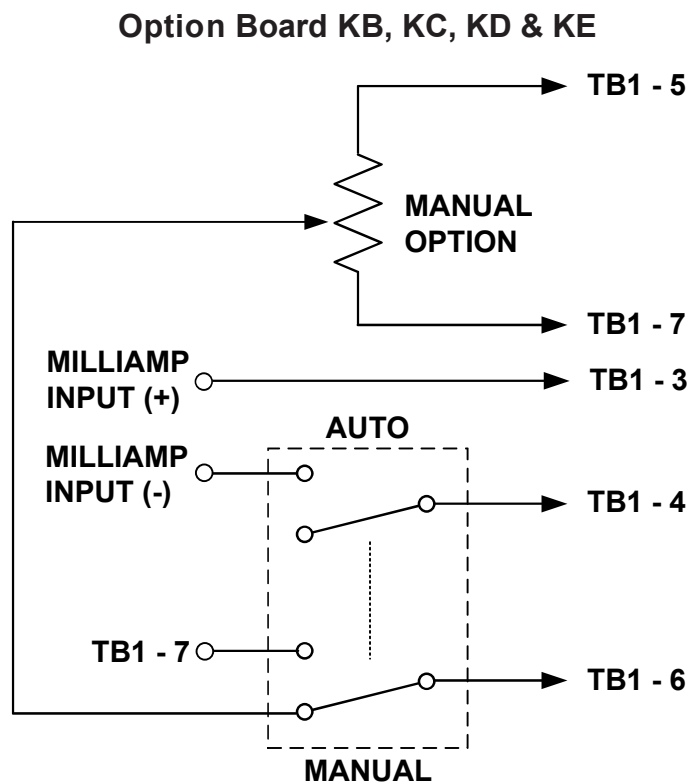 Option Board KB, KC, KD & KE
TB1 - 5
MANUAL
OPTION
TB1 - 7
MILLIAMP
INPUT (+)
TB1 - 3
AUTO
MILLIAMP
INPUT (-)
TB1 - 4
TB1 - 7
TB1 - 6
MANUAL